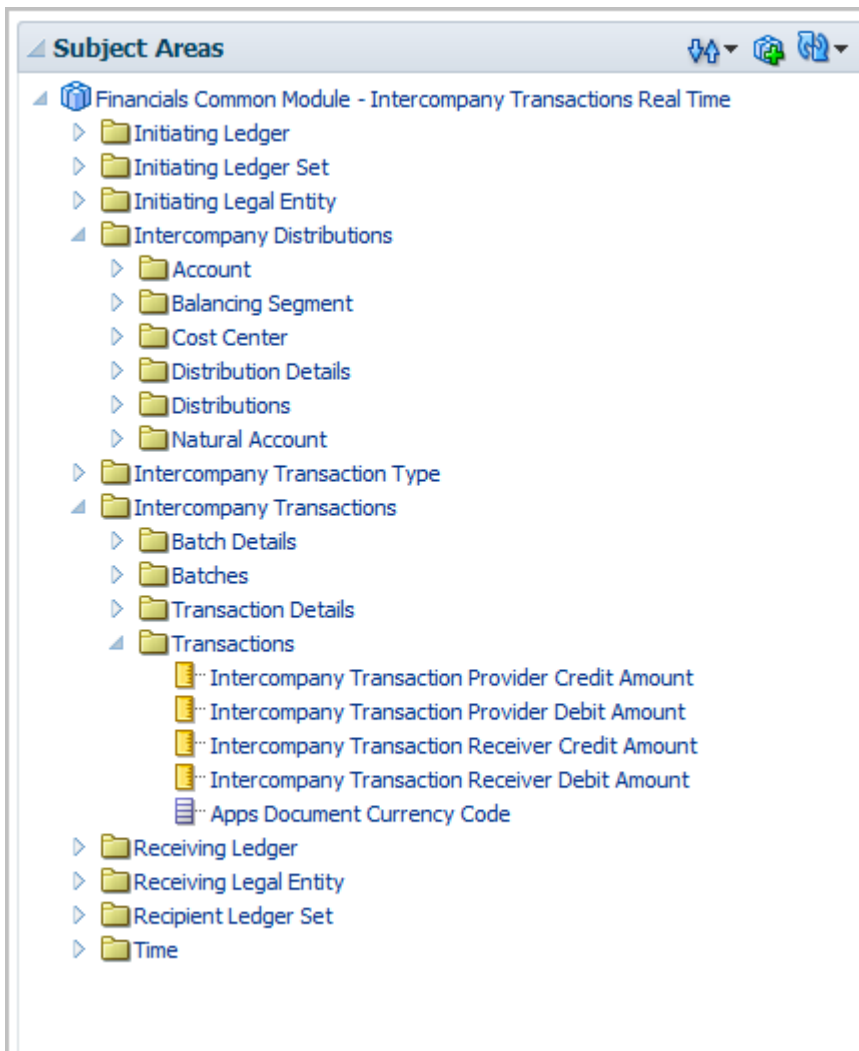 Subject Areas
Financials Common Module - Intercompany Transactions Real Time
Initiating Ledger
Initiating Ledger Set
Initiating Legal Entity
Intercompany Distributions
Account
Balancing Segment
Cost Center
Distribution Details
Distributions
Natural Account
Intercompany Transaction Type
Intercompany Transactions
Batch Details
Batches
Transaction Details
Transactions
Intercompany Transaction Provider Credit Amount
Intercompany Transaction Provider Debit Amount
Intercompany Transaction Receiver Credit Amount
Intercompany Transaction Receiver Debit Amount
Apps Document Currency Code
Receiving Ledger
Receiving Legal Entity
Recipient Ledger Set
Time